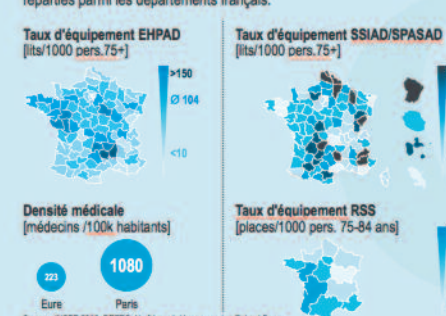 réparties parmi les départements français.
Taux d'équipement EHPAD
[lits/1000 pers.75+]
>150
Ø 104
<10
Taux d'équipement SSIAD/SPASAD
[lits/1000 pers.75+]
Densité médicale
[médecins /100k habitants]
223
1080
Eure
Paris
Taux d'équipement RSS
[places/1000 pers. 75-84 ans]